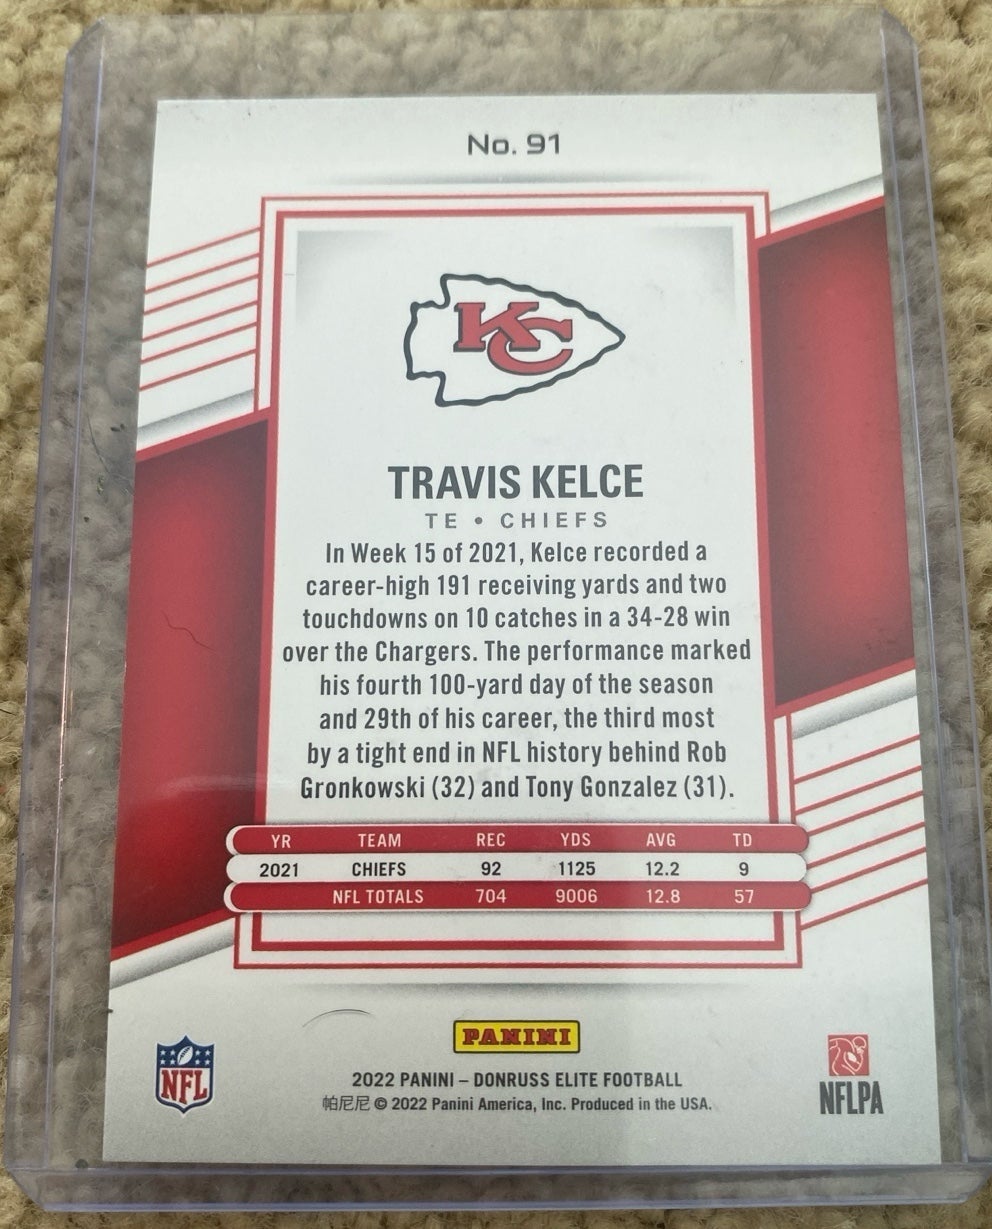 No. 91
KC
TRAVIS KELCE
TE • CHIEFS
In Week 15 of 2021, Kelce recorded a
career-high 191 receiving yards and two
touchdowns on 10 catches in a 34-28 win
over the Chargers. The performance marked
his fourth 100-yard day of the season
and 29th of his career, the third most
by a tight end in NFL history behind Rob
Gronkowski (32) and Tony Gonzalez (31).
YR TEAM REC YDS AVG TD
2021 CHIEFS 92 1125 12.2 9
NFL TOTALS 704 9006 12.8 57
PANINI
NFL
2022 PANINI – DONRUSS ELITE FOOTBALL
帕尼尼 © 2022 Panini America, Inc. Produced in the USA.
NFLPA